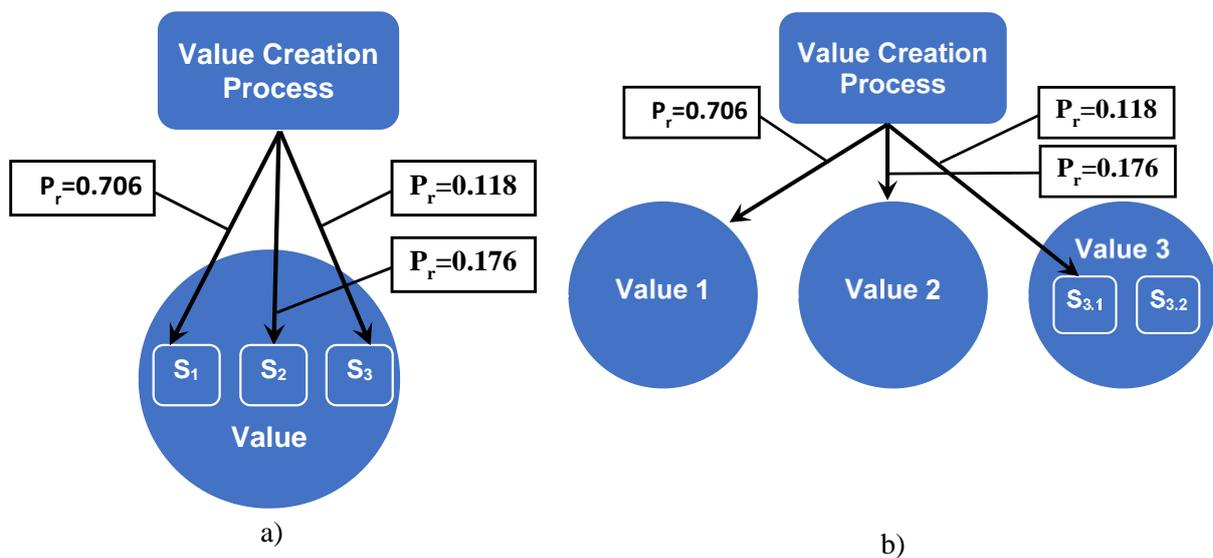 Value Creation
Process
Pr=0.706
Pr=0.118
Pr=0.176
S1 S2 S3
Value
a)
Value Creation
Process
Pr=0.706
Pr=0.118
Pr=0.176
Value 1
Value 2
Value 3
S3.1 S3.2
b)